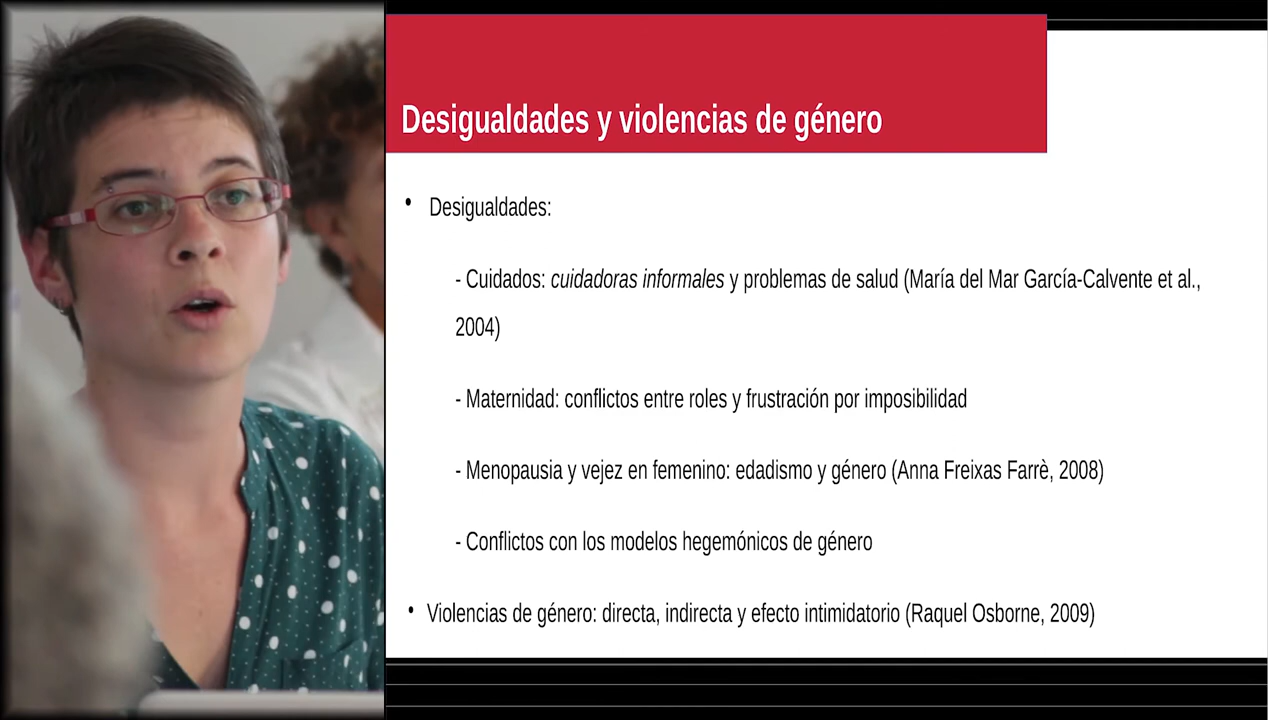 Desigualdades y violencias de género
• Desigualdades:
- Cuidados: cuidadoras informales y problemas de salud (María del Mar García-Calvente et al.,
2004)
- Maternidad: conflictos entre roles y frustración por imposibilidad
- Menopausia y vejez en femenino: edadismo y género (Anna Freixas Farrè, 2008)
- Conflictos con los modelos hegemónicos de género
• Violencias de género: directa, indirecta y efecto intimidatorio (Raquel Osborne, 2009)